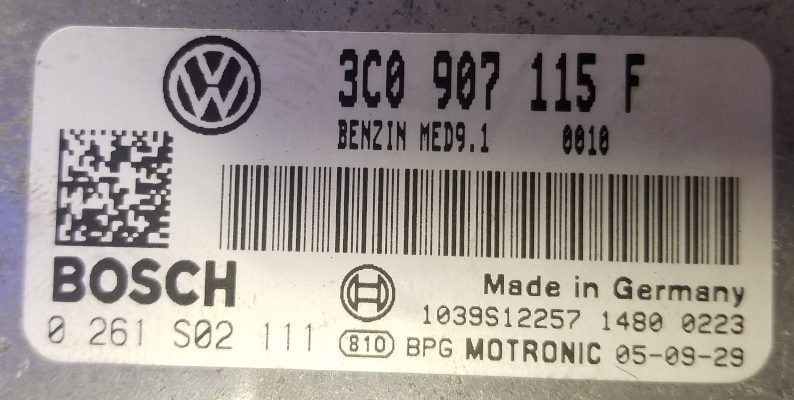 3C0 907 115 F
BENZIN MED9.1 0010
BOSCH
Made in Germany
1039S12257 1480 0223
0 261 S02 111
810 BPG MOTRONIC 05-09-29